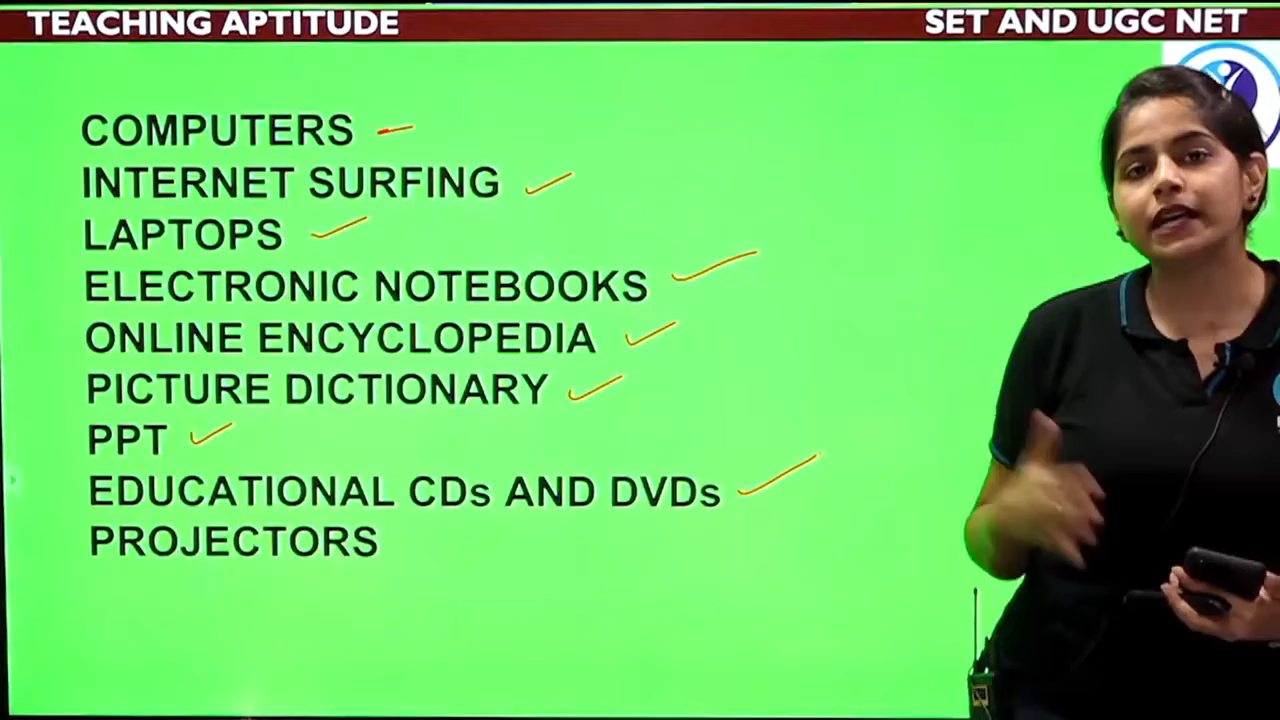 TEACHING APTITUDE
SET AND UGC NET
COMPUTERS
INTERNET SURFING
LAPTOPS
ELECTRONIC NOTEBOOKS
ONLINE ENCYCLOPEDIA
PICTURE DICTIONARY
PPT
EDUCATIONAL CDs AND DVDs
PROJECTORS